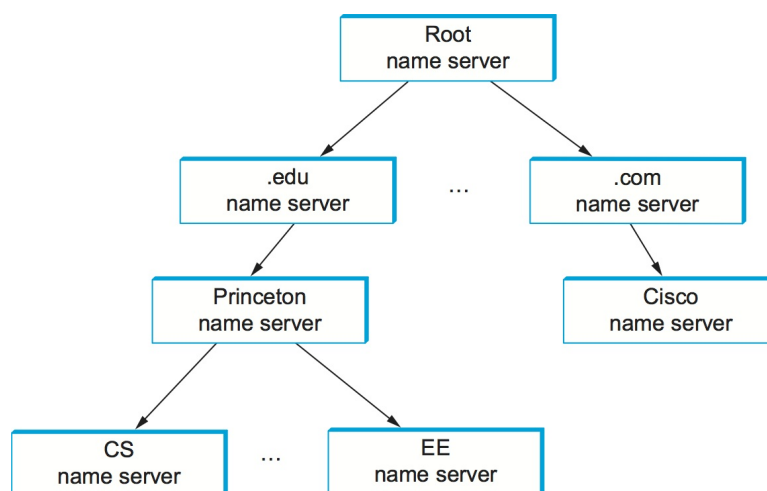 Root
name server
.edu
name server
...
.com
name server
Princeton
name server
Cisco
name server
CS
name server
...
EE
name server